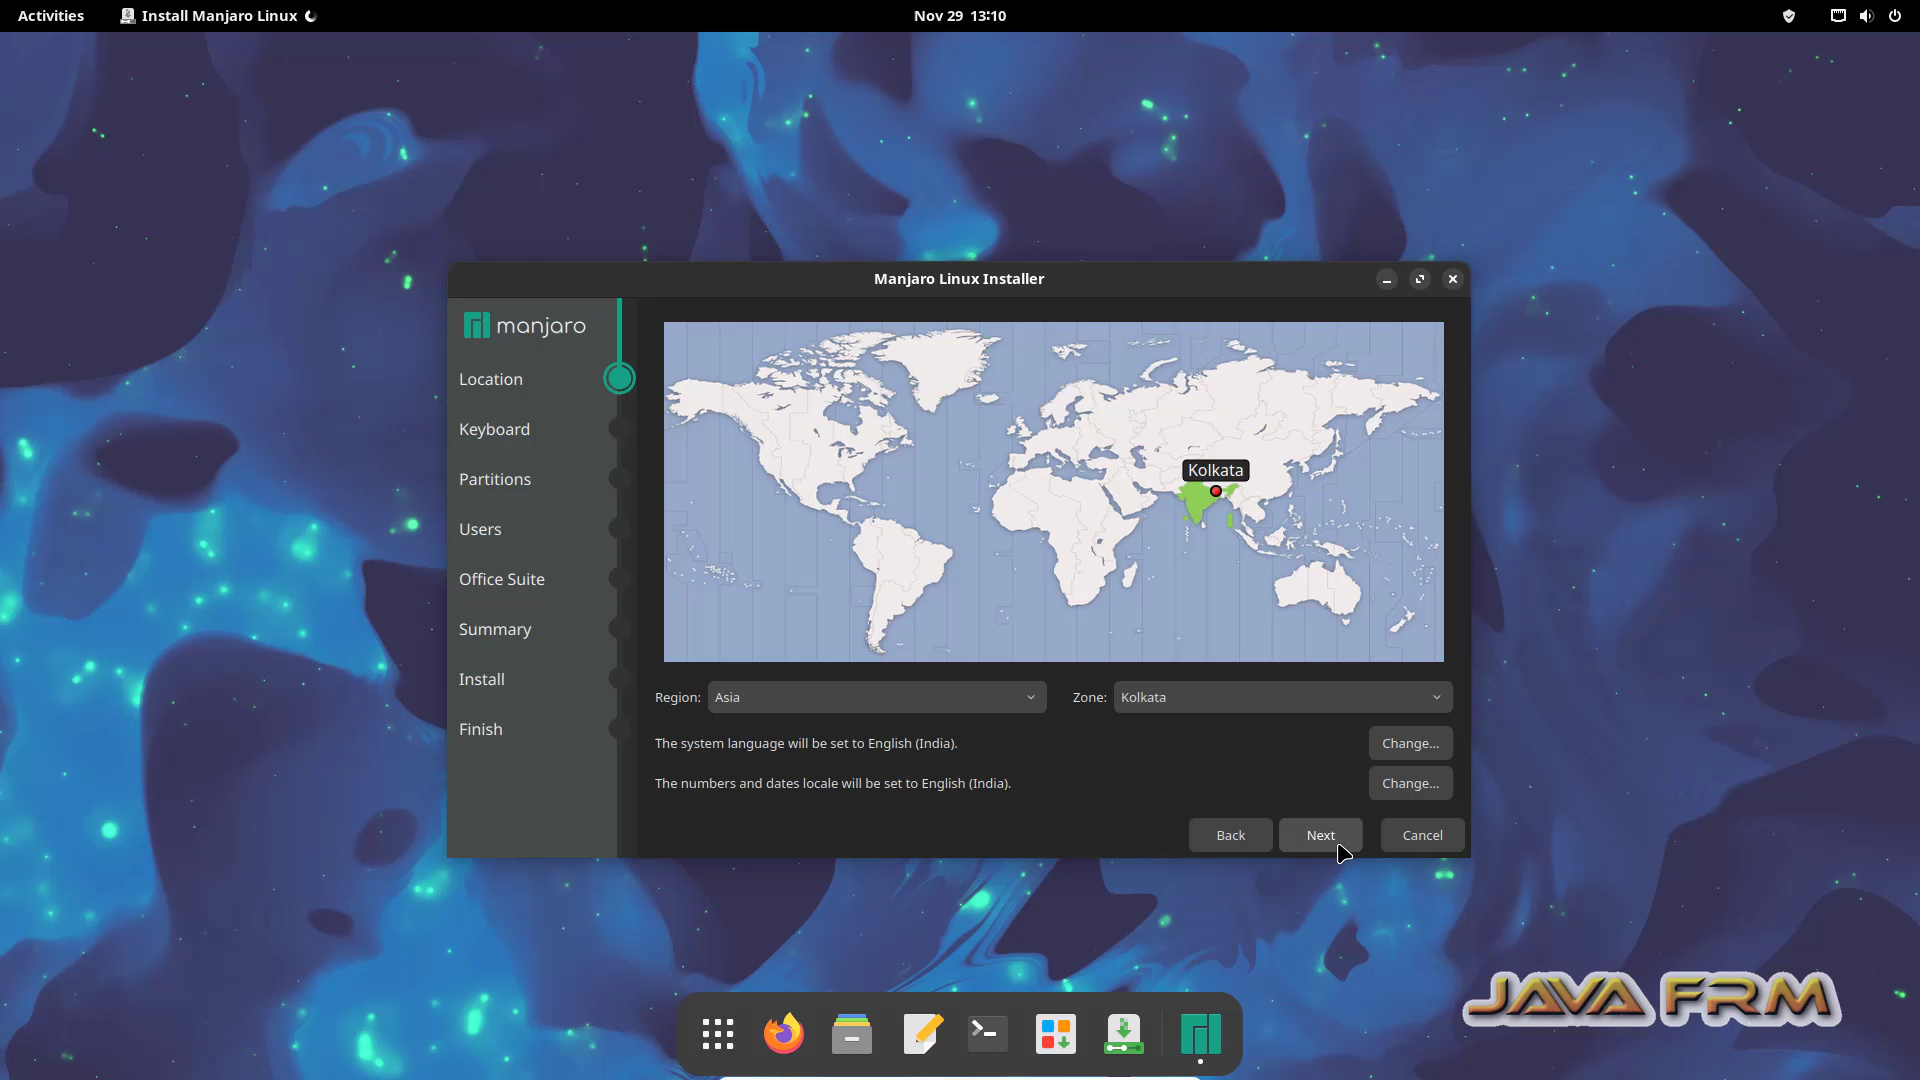 Activities
Install Manjaro Linux
Nov 29 13:10
Manjaro Linux Installer
manjaro
Location
Keyboard
Partitions
Users
Office Suite
Summary
Install
Finish
Kolkata
Region: Asia
Zone: Kolkata
The system language will be set to English (India).
Change...
The numbers and dates locale will be set to English (India).
Change...
Back
Next
Cancel
JAVA FRM